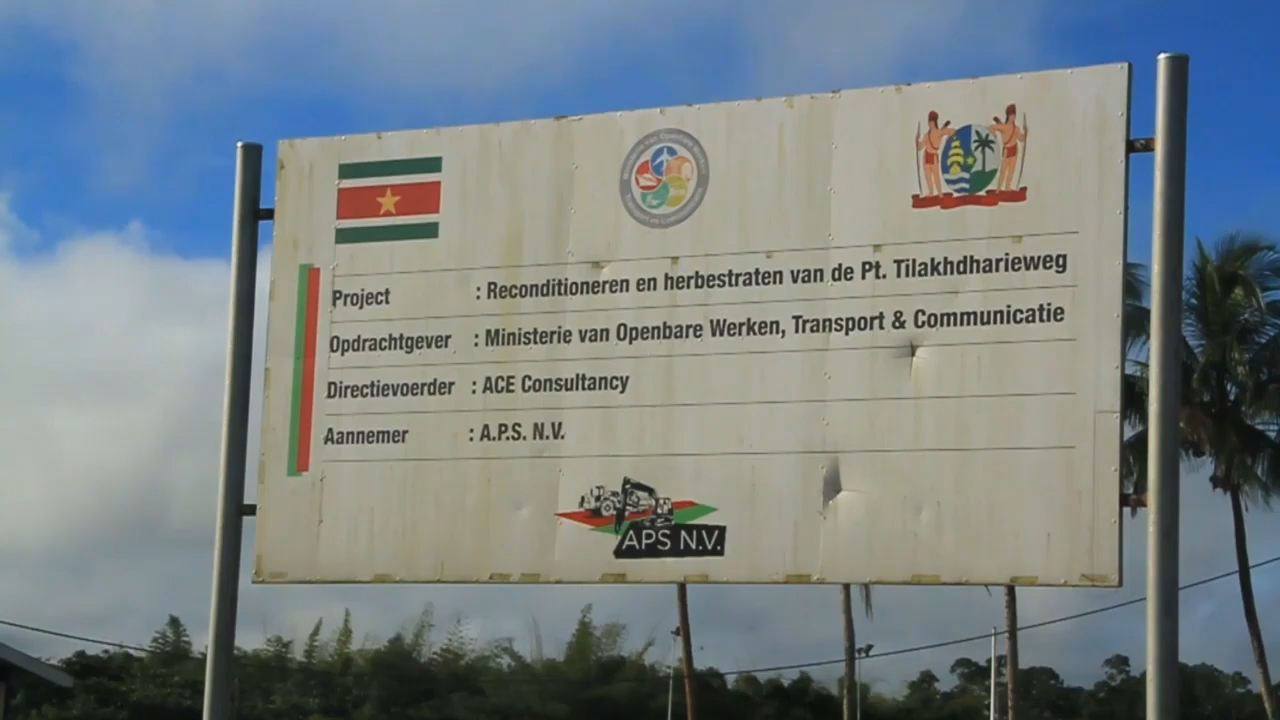 Project : Reconditioneren en herbestraten van de Pt. Tilakhdharieweg
Opdrachtgever : Ministerie van Openbare Werken, Transport & Communicatie
Directievoerder : ACE Consultancy
Aannemer : A.P.S. N.V.
APS N.V.